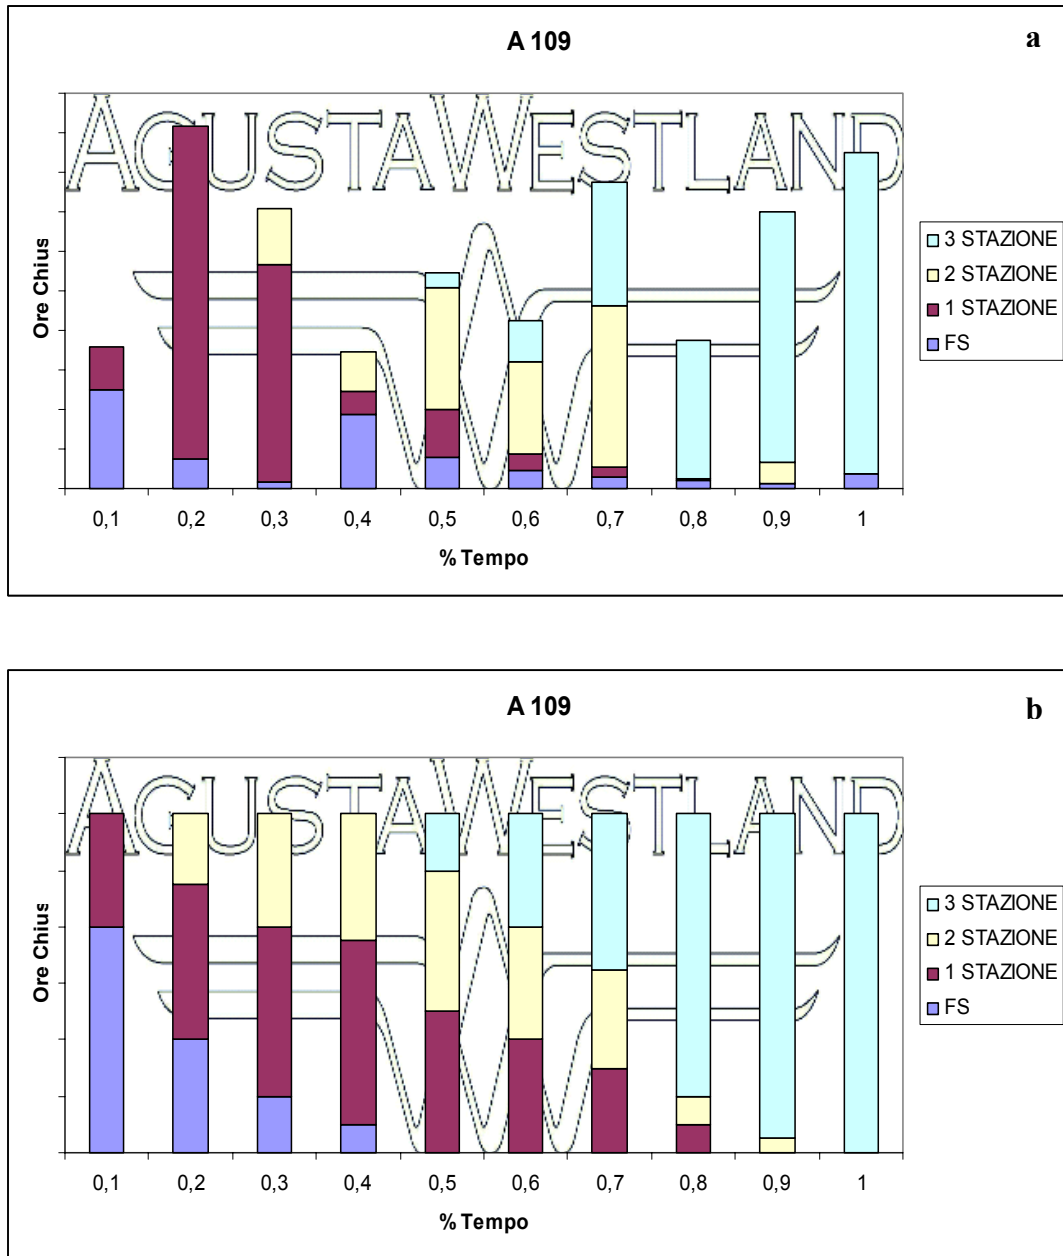 A 109
a
AGUSTAWESTLAND
Ore Chius
3 STAZIONE
2 STAZIONE
1 STAZIONE
FS
0,1 0,2 0,3 0,4 0,5 0,6 0,7 0,8 0,9 1
% Tempo
A 109
b
AGUSTAWESTLAND
Ore Chius
3 STAZIONE
2 STAZIONE
1 STAZIONE
FS
0,1 0,2 0,3 0,4 0,5 0,6 0,7 0,8 0,9 1
% Tempo